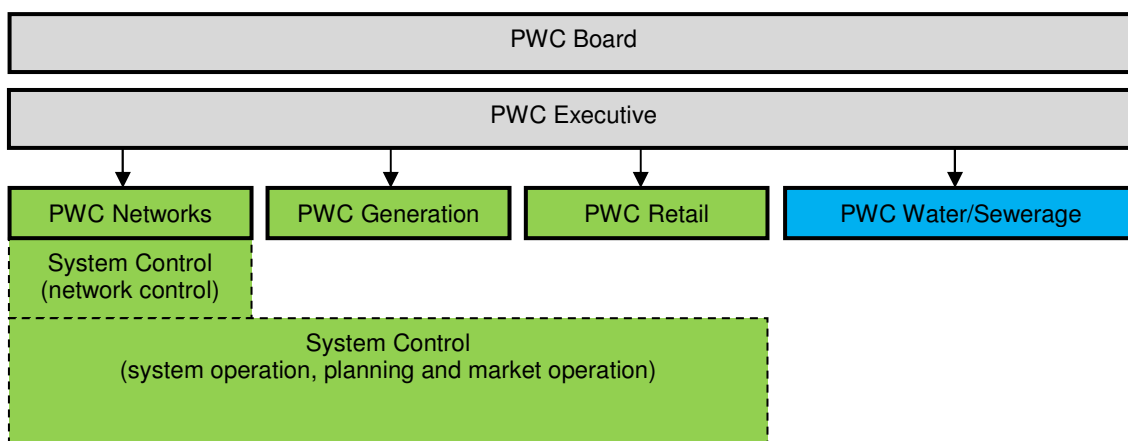 PWC Board
PWC Executive
PWC Networks
PWC Generation
PWC Retail
PWC Water/Sewerage
System Control
(network control)
System Control
(system operation, planning and market operation)